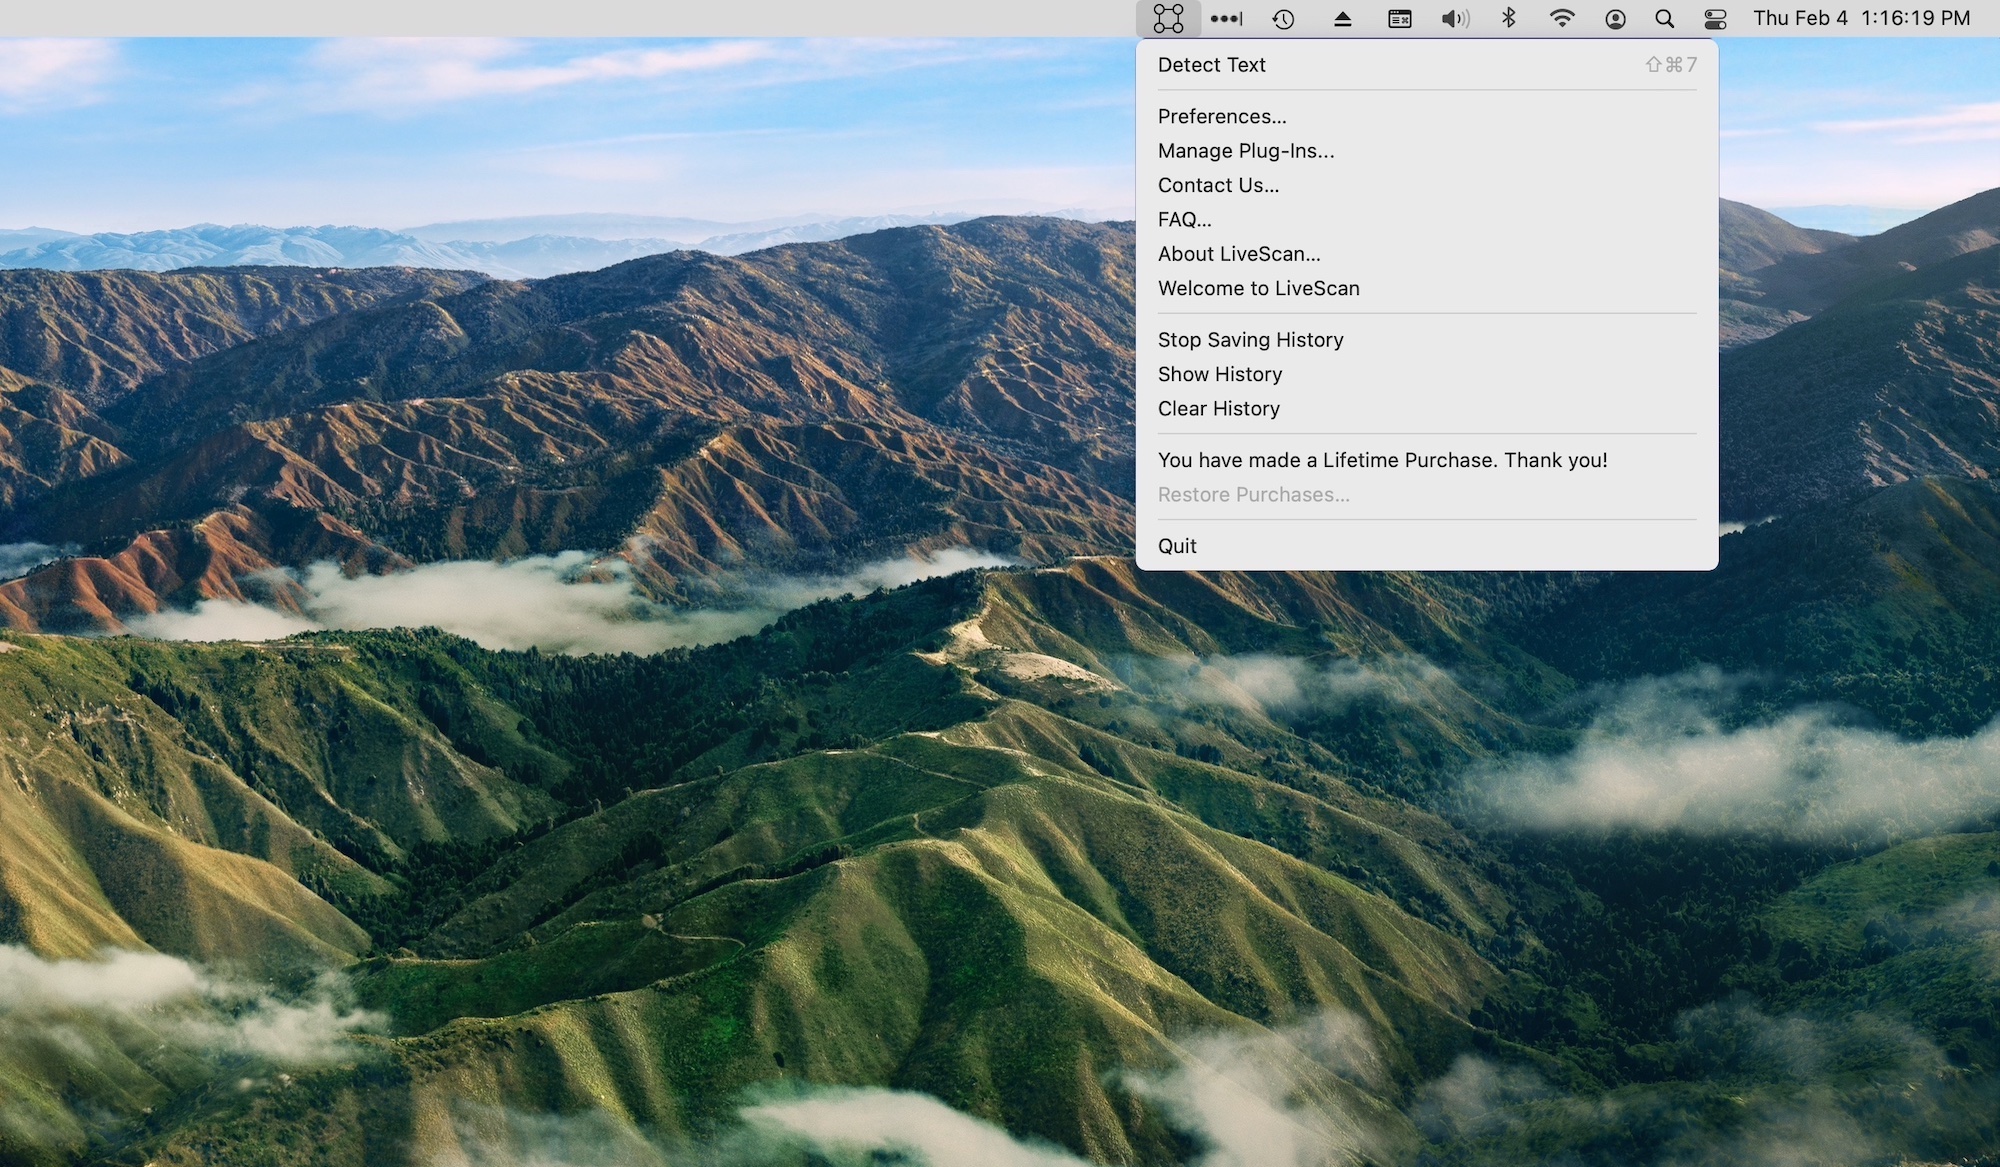 Thu Feb 4 1:16:19 PM
Detect Text ⇧⌘7
Preferences...
Manage Plug-Ins...
Contact Us...
FAQ...
About LiveScan...
Welcome to LiveScan
Stop Saving History
Show History
Clear History
You have made a Lifetime Purchase. Thank you!
Restore Purchases...
Quit